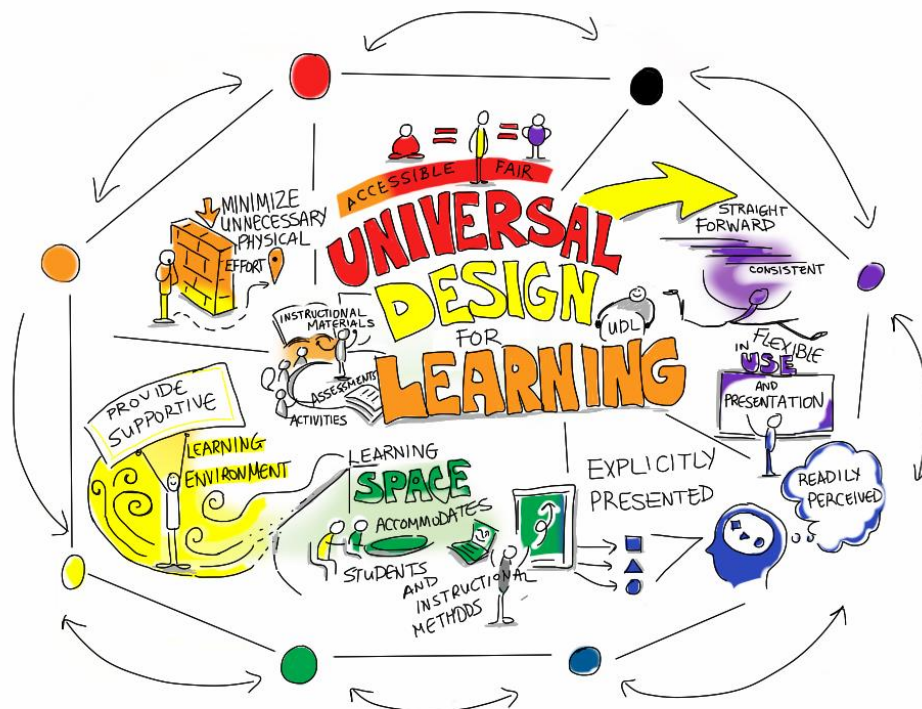 ACCESSIBLE FAIR
UNIVERSAL
DESIGN
FOR
LEARNING
UDL
STRAIGHT
FORWARD
CONSISTENT
IN FLEXIBLE
USE
AND
PRESENTATION
READILY
PERCEIVED
EXPLICITLY
PRESENTED
LEARNING
SPACE
ACCOMMODATES
STUDENTS
AND
INSTRUCTIONAL
METHODS
PROVIDE
SUPPORTIVE
LEARNING
ENVIRONMENT
MINIMIZE
UNNECESSARY
PHYSICAL
EFFORT
INSTRUCTIONAL
MATERIALS
ASSESSMENTS
ACTIVITIES